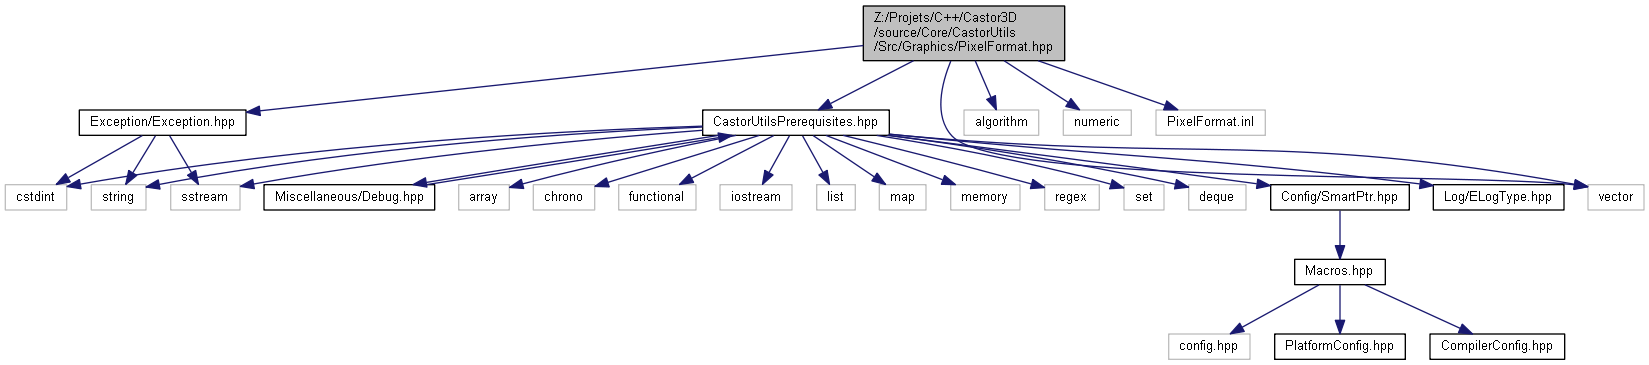 Z:/Projets/C++/Castor3D
/source/Core/CastorUtils
/Src/Graphics/PixelFormat.hpp
Exception/Exception.hpp
CastorUtilsPrerequisites.hpp
algorithm
numeric
PixelFormat.inl
cstdint
string
sstream
Miscellaneous/Debug.hpp
array
chrono
functional
iostream
list
map
memory
regex
set
deque
Config/SmartPtr.hpp
Log/ELogType.hpp
vector
Macros.hpp
config.hpp
PlatformConfig.hpp
CompilerConfig.hpp